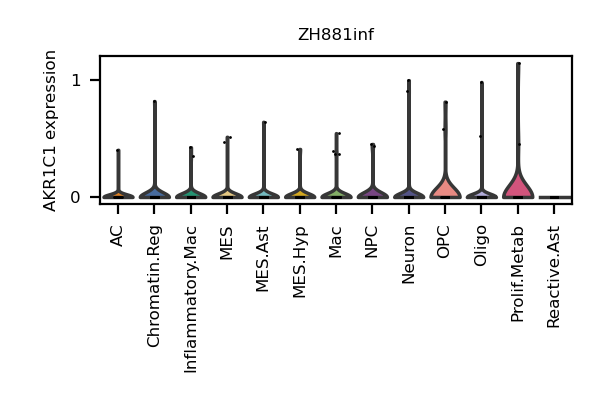 ZH881inf
AKR1C1 expression
1
0
AC
Chromatin.Reg
Inflammatory.Mac
MES
MES.Ast
MES.Hyp
Mac
NPC
Neuron
OPC
Oligo
Prolif.Metab
Reactive.Ast